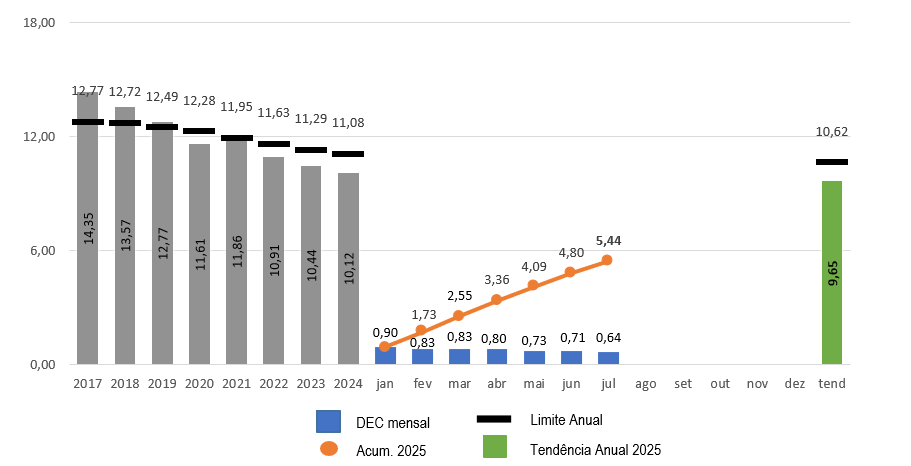 18,00
12,77 12,72 12,49 12,28 11,95 11,63 11,29 11,08
12,00
10,62
14,35 13,57 12,77 11,61 11,86 10,91 10,44 10,12
6,00
0,90 1,73 2,55 3,36 4,09 4,80 5,44
0,83 0,83 0,80 0,73 0,71 0,64
9,65
0,00
2017 2018 2019 2020 2021 2022 2023 2024 jan fev mar abr mai jun jul ago set out nov dez tend
DEC mensal Limite Anual
Acum. 2025 Tendência Anual 2025